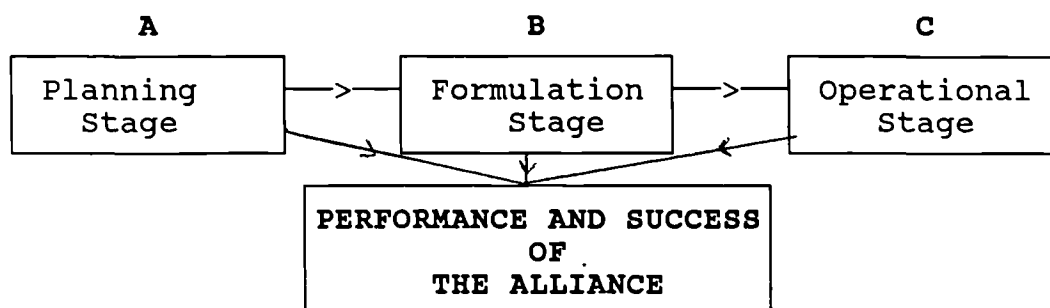 A B C
Planning Stage
Formulation Stage
Operational Stage
PERFORMANCE AND SUCCESS
OF
THE ALLIANCE